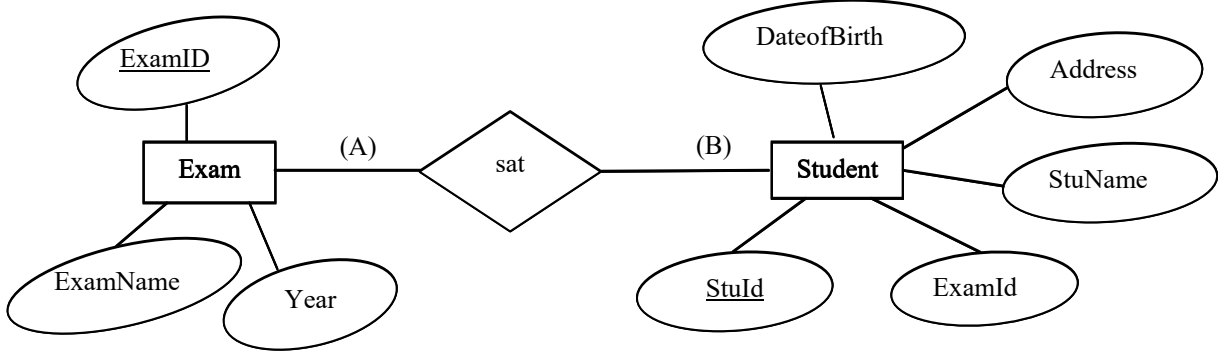 DateofBirth
ExamID
Address
(A)
(B)
Exam
sat
Student
StuName
ExamName
Year
StuId
ExamId